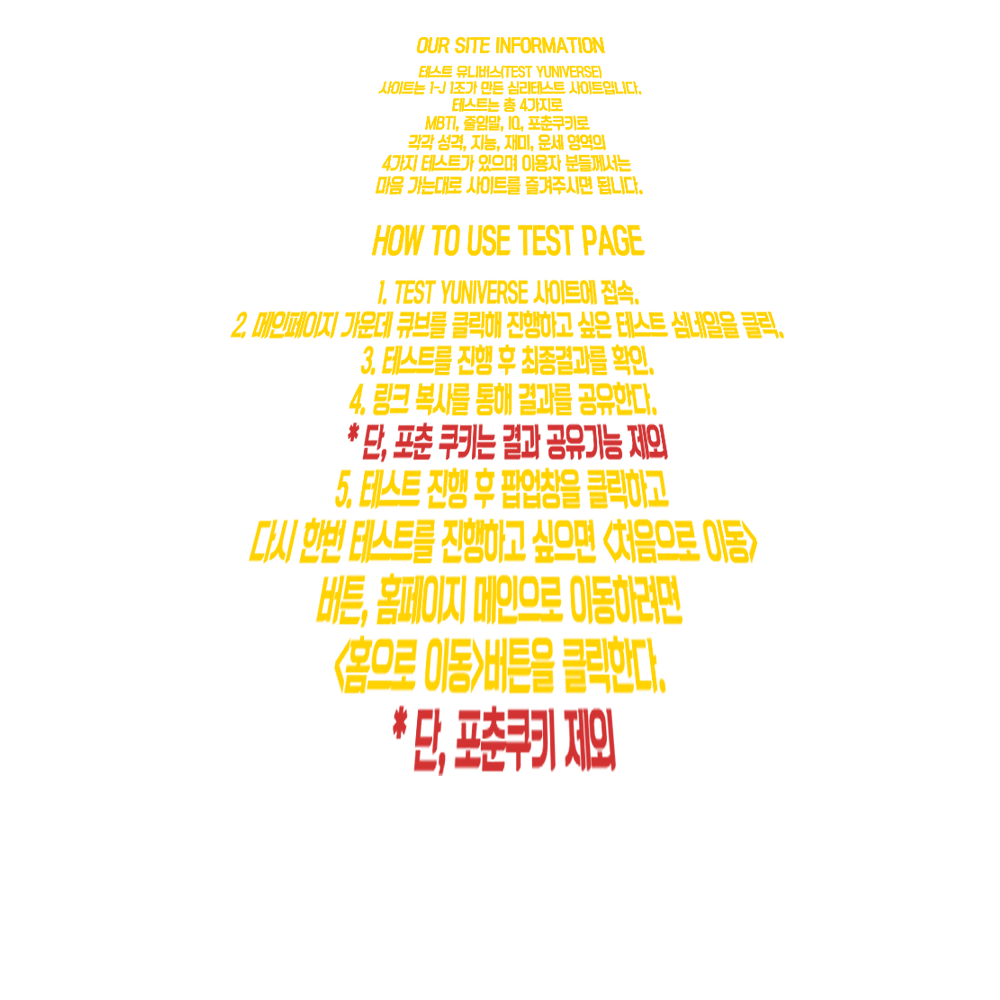 OUR SITE INFORMATION
테스트 유니버스(TEST YUNIVERSE)
사이트는 1-J 1조가 만든 심리테스트 사이트입니다.
테스트는 총 4가지로
MBTI, 줄임말, IQ, 포춘쿠키로
각각 성격, 지능, 재미, 운세 영역의
4가지 테스트가 있으며 이용자 분들께서는
마음 가는대로 사이트를 즐겨주시면 됩니다.
HOW TO USE TEST PAGE
1. TEST YUNIVERSE 사이트에 접속.
2. 메인페이지 가운데 큐브를 클릭해 진행하고 싶은 테스트 섬네일을 클릭.
3. 테스트를 진행 후 최종결과를 확인.
4. 링크 복사를 통해 결과를 공유한다.
* 단, 포춘 쿠키는 결과 공유기능 제외
5. 테스트 진행 후 팝업창을 클릭하고
다시 한번 테스트를 진행하고 싶으면 <처음으로 이동>
버튼, 홈페이지 메인으로 이동하려면
<홈으로 이동>버튼을 클릭한다.
* 단, 포춘쿠키 제외